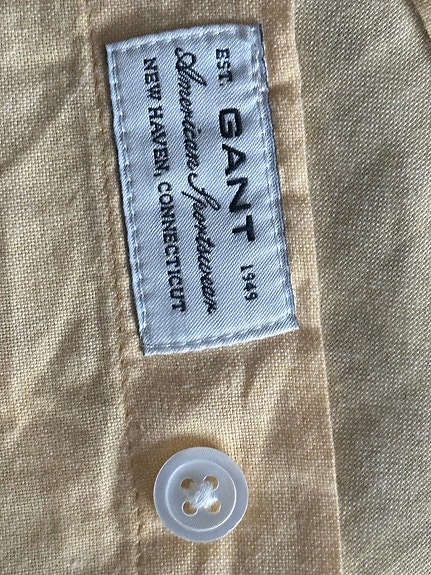 EST. GANT 1949
American Sportswear
NEW HAVEN, CONNECTICUT